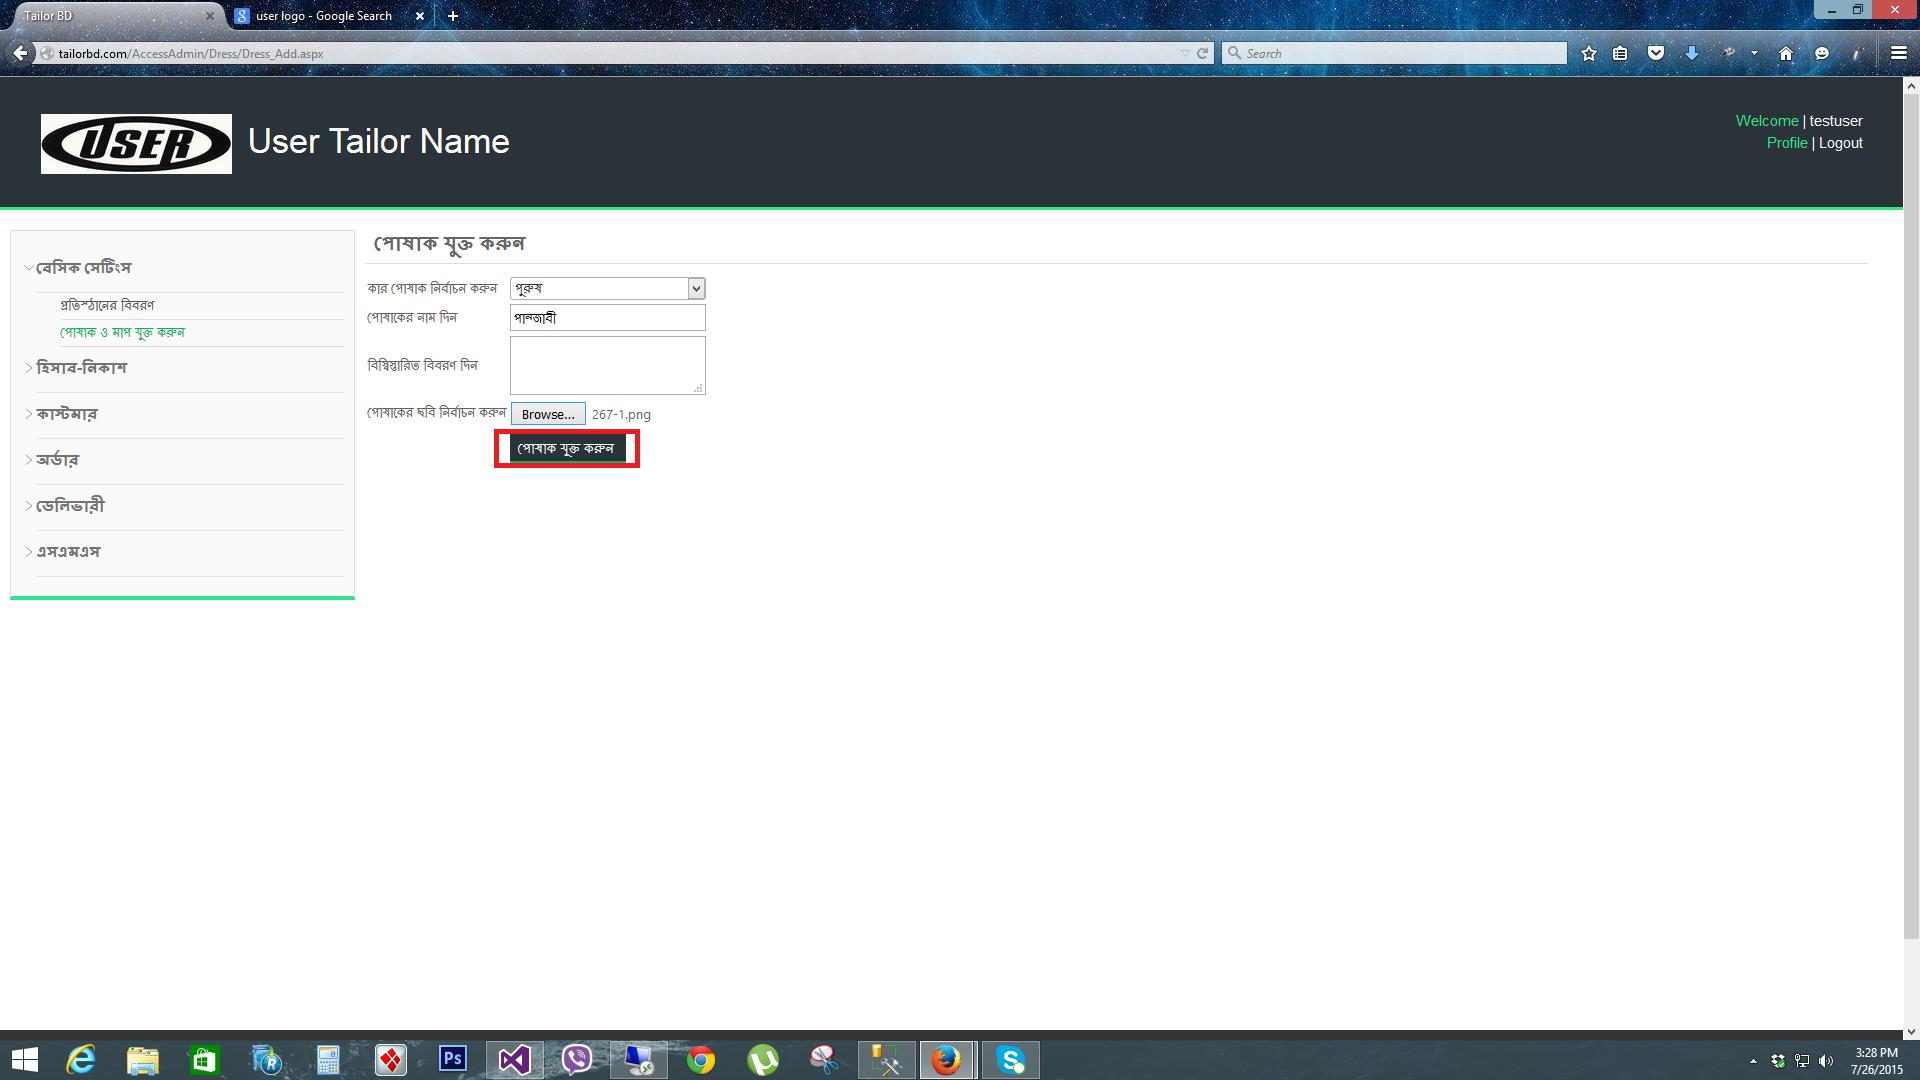 Tailor BD
user logo - Google Search
tailorbd.com/AccessAdmin/Dress/Dress_Add.aspx
Search
USER
User Tailor Name
Welcome | testuser
Profile | Logout
বেসিক সেটিংস
প্রতিস্ঠানের বিবরণ
পোষাক ও মাপ যুক্ত করুন
হিসাব-নিকাশ
কাস্টমার
অর্ডার
ডেলিভারী
এসএমএস
পোষাক যুক্ত করুন
কার পোষাক নির্বাচন করুন
পুরুষ
পোষাকের নাম দিন
পান্জাবী
বিস্বিস্তারিত বিবরণ দিন
পোষাকের ছবি নির্বাচন করুন
Browse...
267-1.png
পোষাক যুক্ত করুন
Ps
3:28 PM
7/26/2015